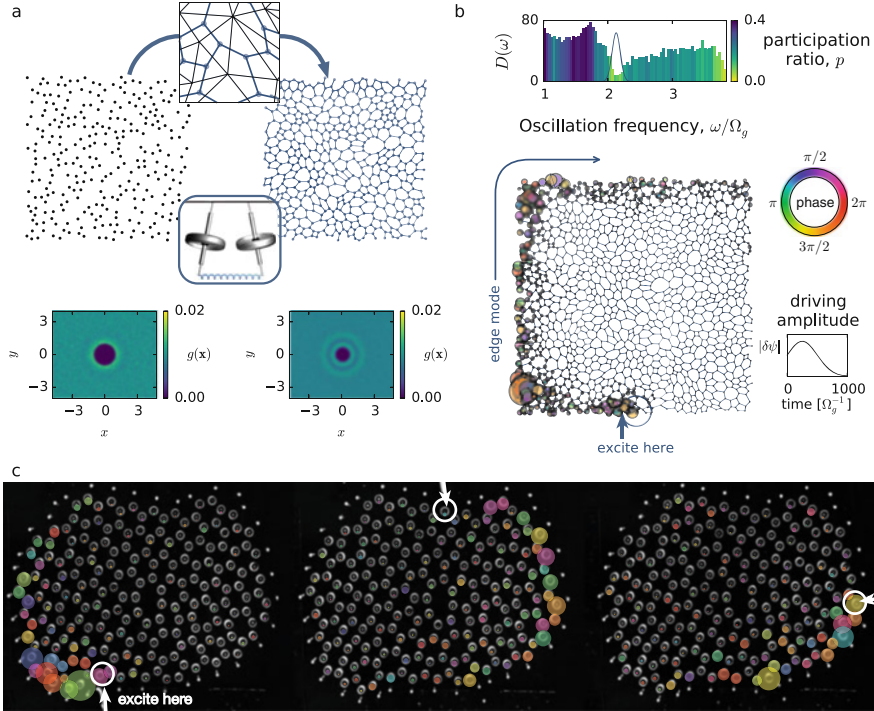 a
3
0
−3
y
−3 0 3
x
0.02
g(x)
0.00
3
0
−3
y
−3 0 3
x
0.02
g(x)
0.00
b
80
0
D(ω)
1 2 3
0.4
0.0
participation
ratio, p
Oscillation frequency, ω/Ω_g
edge mode
excite here
π/2
π
phase
2π
3π/2
driving
amplitude
|δψ|
0 1000
time [Ω_g^{-1}]
c
excite here